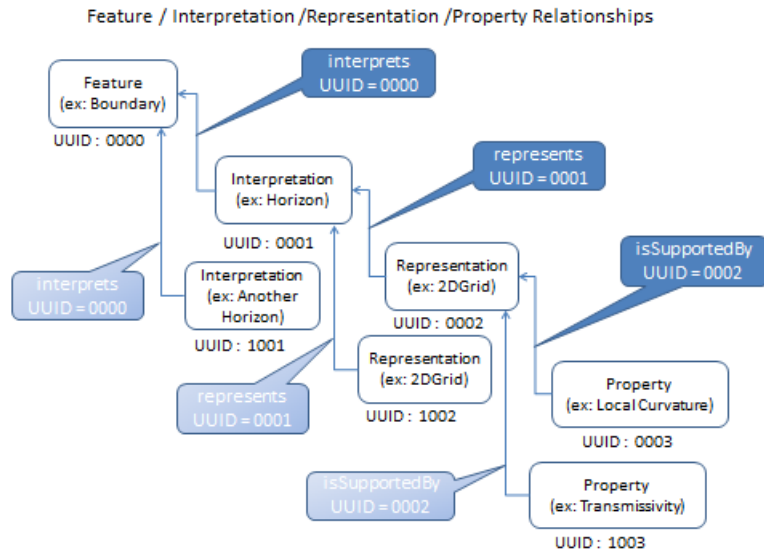 Feature / Interpretation /Representation /Property Relationships
interprets
UUID = 0000
Feature
(ex: Boundary)
UUID : 0000
represents
UUID = 0001
Interpretation
(ex: Horizon)
UUID : 0001
isSupportedBy
UUID = 0002
Representation
(ex: 2DGrid)
UUID : 0002
interprets
UUID = 0000
Interpretation
(ex: Another
Horizon)
UUID : 1001
Representation
(ex: 2DGrid)
UUID : 1002
represents
UUID = 0001
Property
(ex: Local Curvature)
UUID : 0003
isSupportedBy
UUID = 0002
Property
(ex: Transmissivity)
UUID : 1003